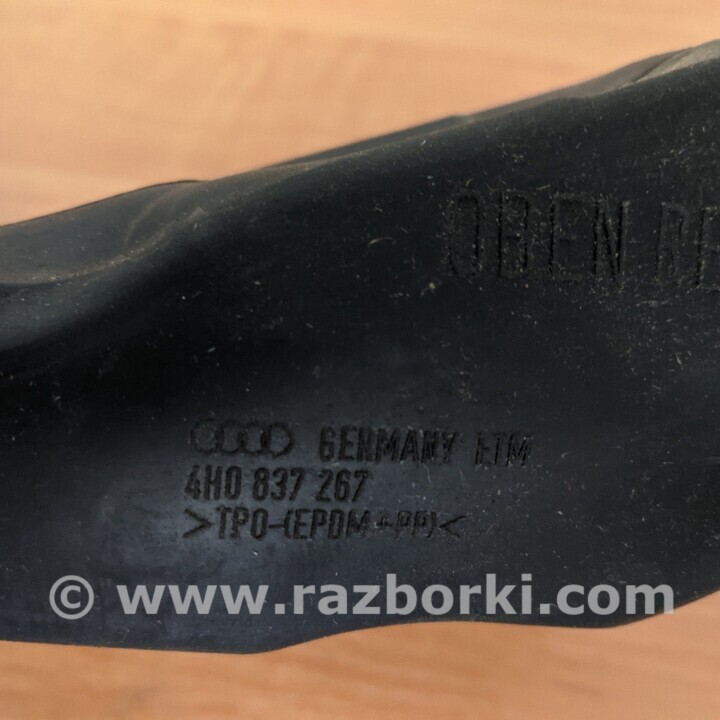 OBEN
GERMANY ETM
4H0 837 267
>TPO-(EPDM+PP)<
© www.razborki.com